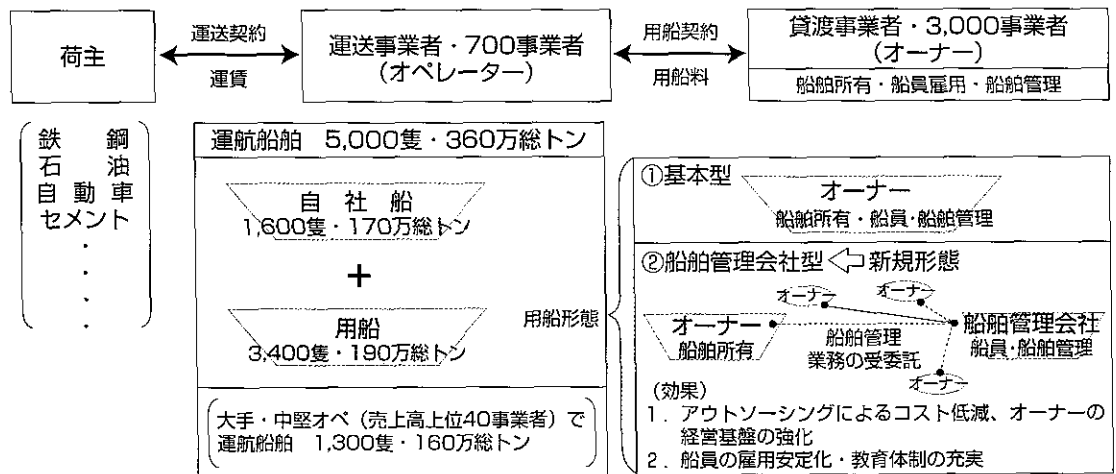 荷主
運送契約
運賃
運送事業者・700事業者
(オペレーター)
用船契約
用船料
貸渡事業者・3,000事業者
(オーナー)
船舶所有・船員雇用・船舶管理
鉄鋼
石油
自動車
セメント
・
・
・
・
・
運航船舶 5,000隻・360万総トン
自社船
1,600隻・170万総トン
+
用船
3,400隻・190万総トン
大手・中堅オペ(売上高上位40事業者)で
運航船舶 1,300隻・160万総トン
用船形態
①基本型
オーナー
船舶所有・船員・船舶管理
②船舶管理会社型 ⇦ 新規形態
オーナー
オーナー
オーナー
船舶所有
船舶管理
業務の受委託
船舶管理会社
船員・船舶管理
オーナー
(効果)
1.アウトソーシングによるコスト低減、オーナーの
経営基盤の強化
2.船員の雇用安定化・教育体制の充実